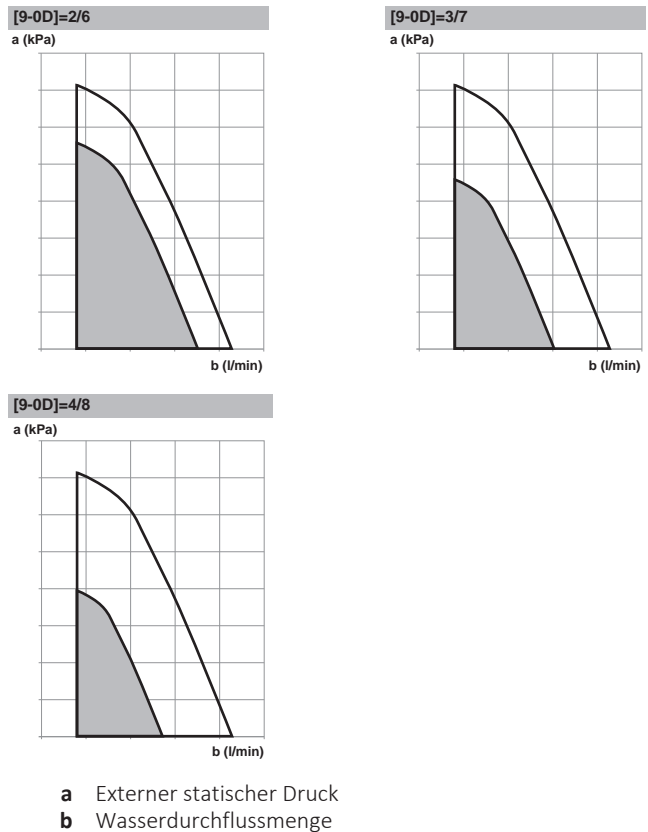 [9-0D]=2/6
a (kPa)
b (l/min)
[9-0D]=3/7
a (kPa)
b (l/min)
[9-0D]=4/8
a (kPa)
b (l/min)
a Externer statischer Druck
b Wasserdurchflussmenge